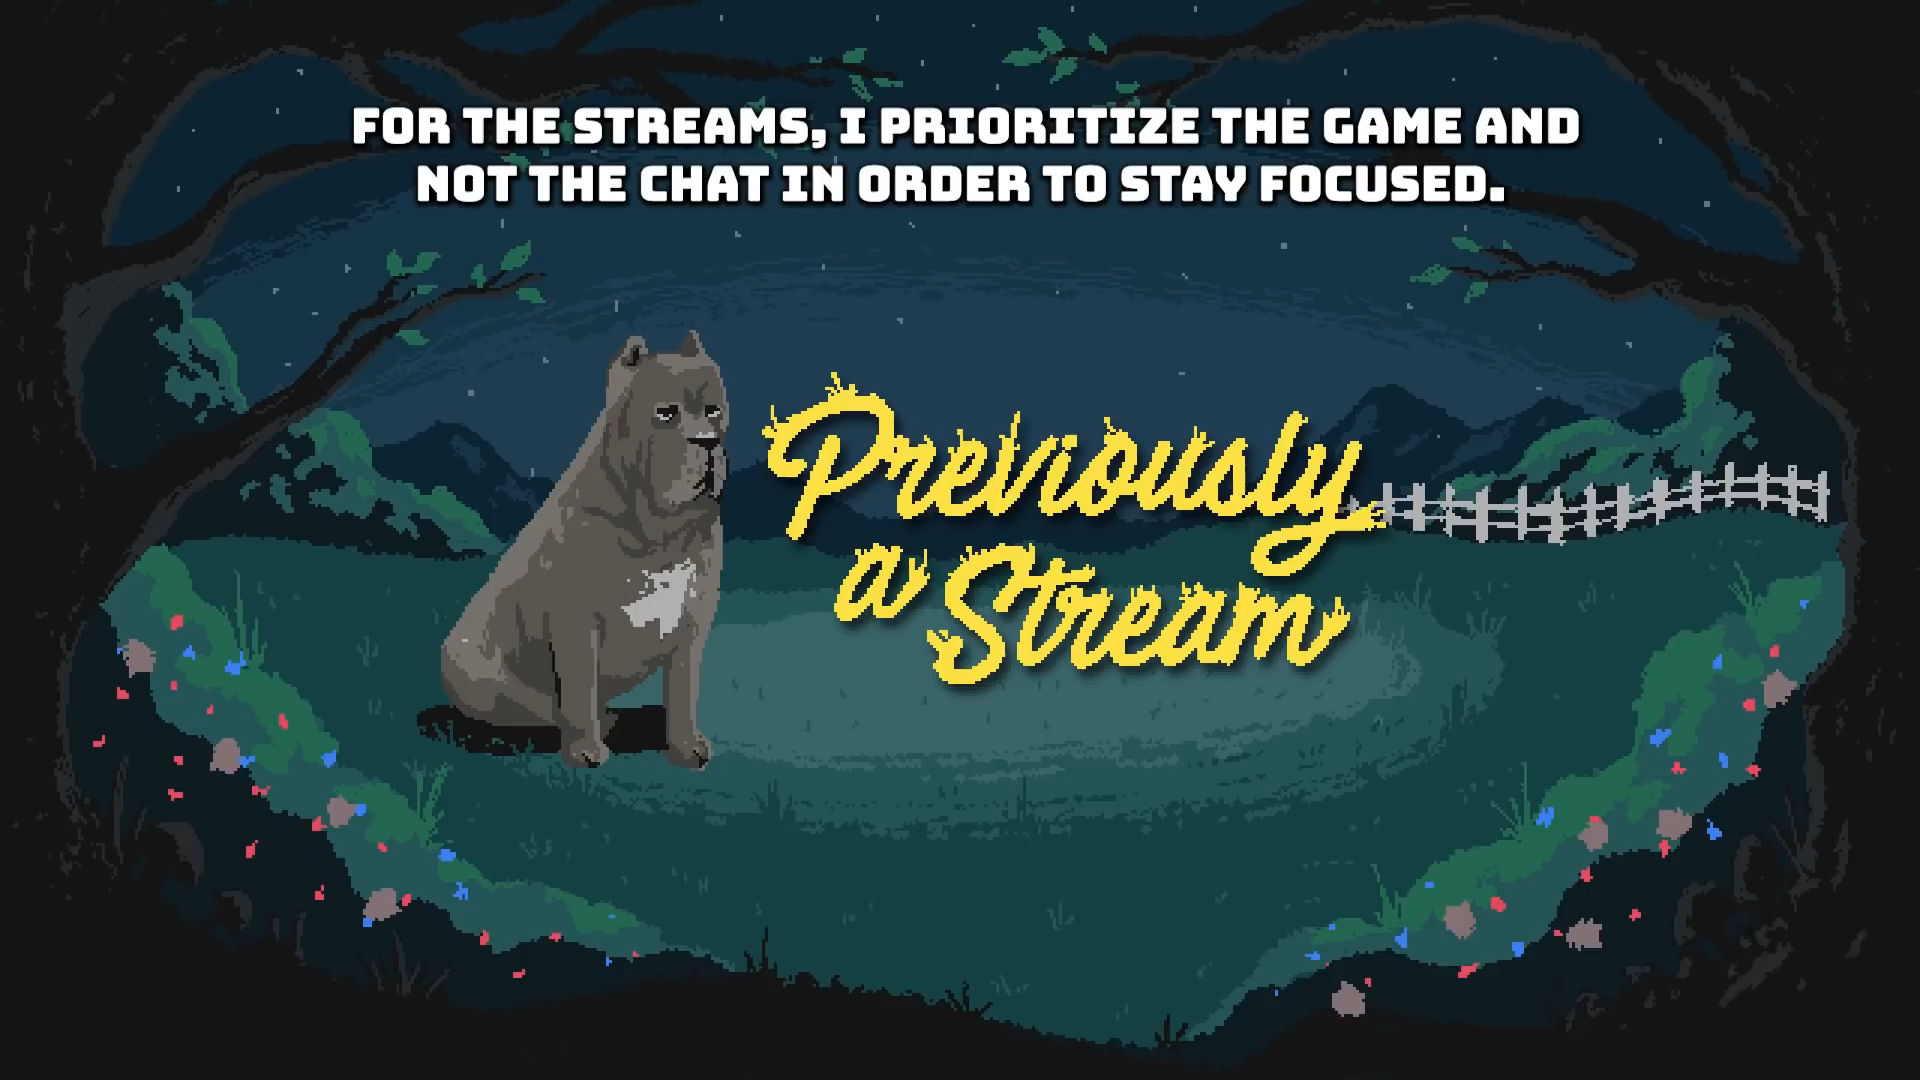 FOR THE STREAMS, I PRIORITIZE THE GAME AND
NOT THE CHAT IN ORDER TO STAY FOCUSED.
Previously
a Stream